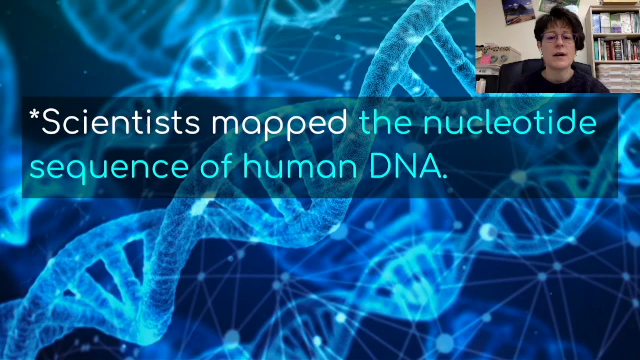 *Scientists mapped the nucleotide
sequence of human DNA.